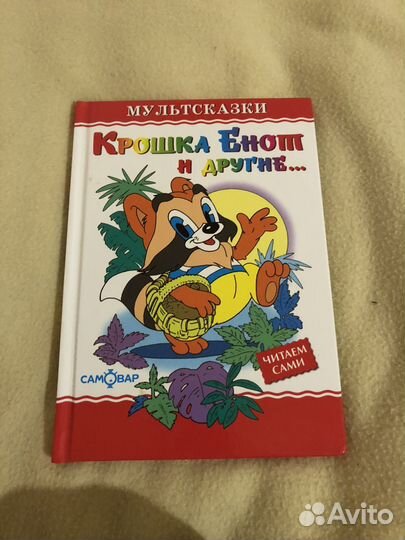 МУЛЬТСКАЗКИ
КРОШКА ЕНОТ
И ДРУГИЕ...
ЧИТАЕМ
САМИ
САМОВАР
Avito